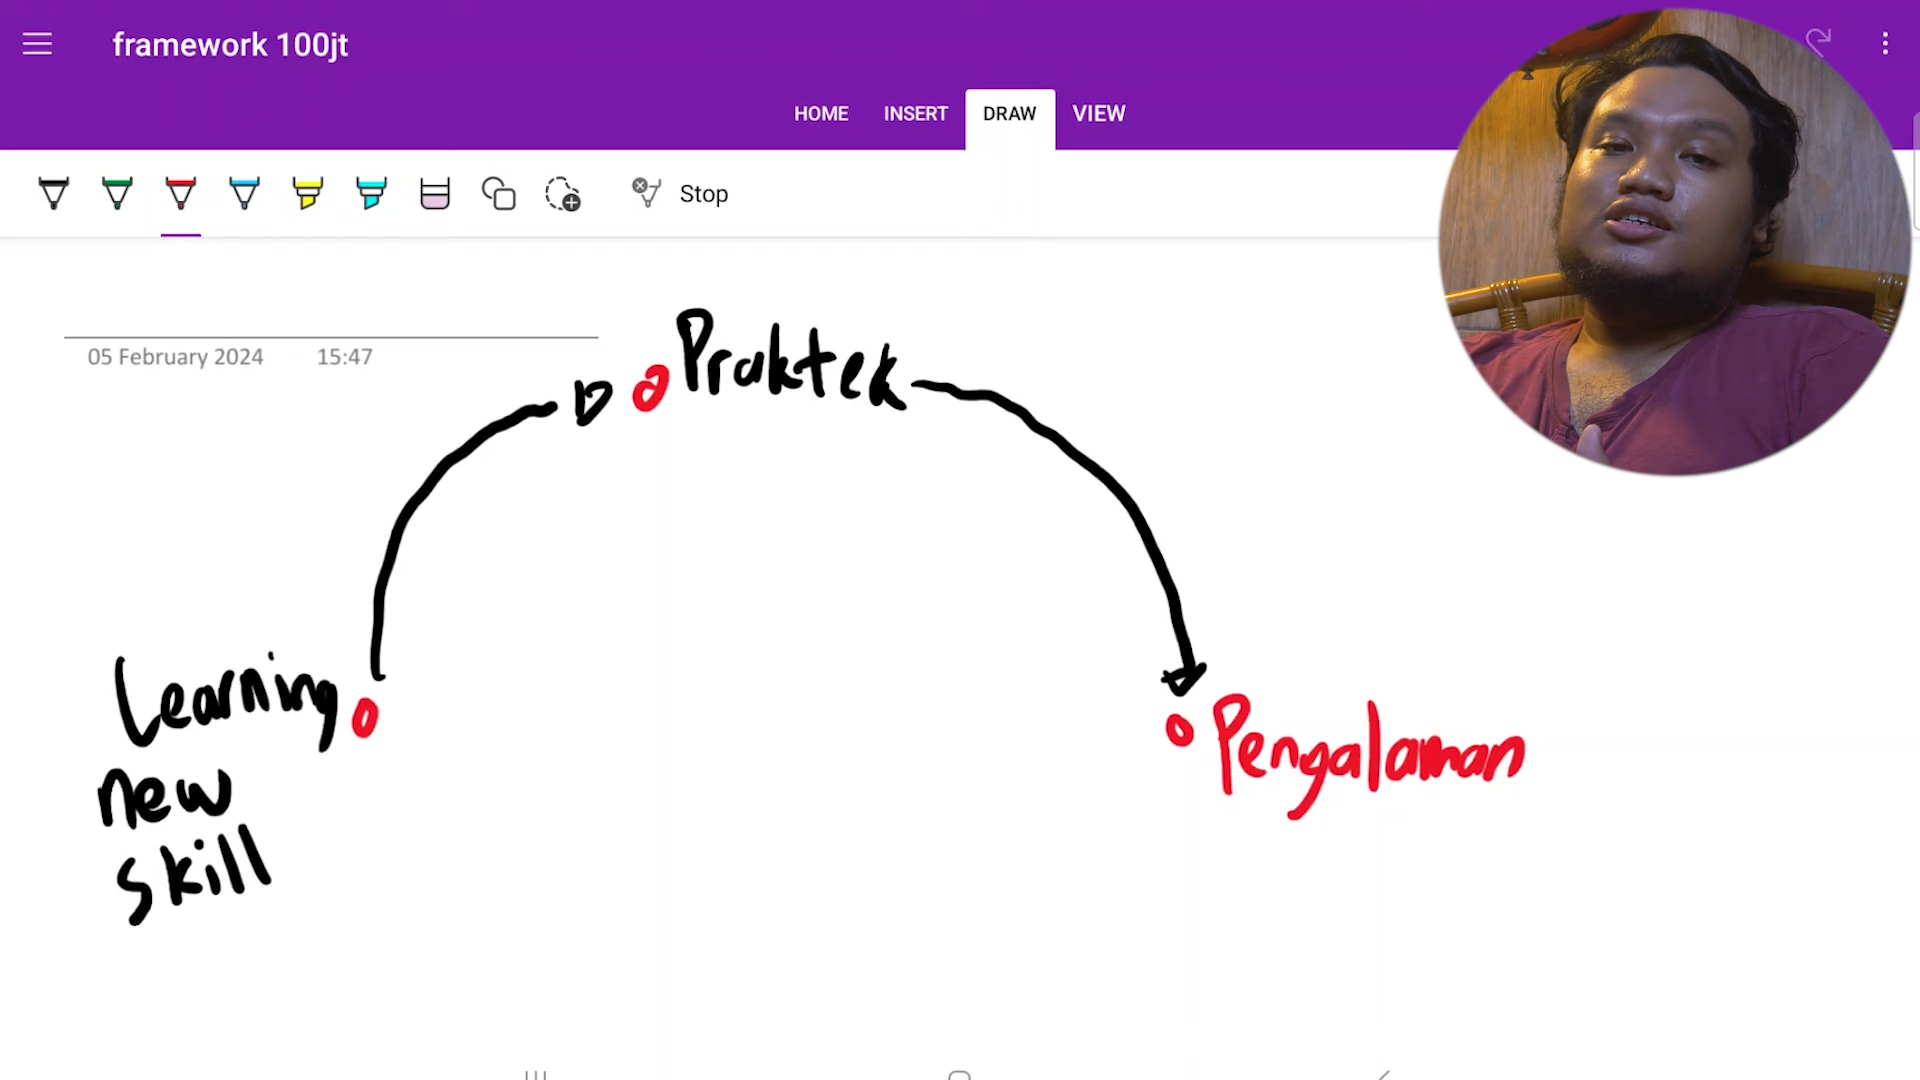 framework 100jt
HOME INSERT DRAW VIEW
Stop
05 February 2024 15:47
Praktek
Learning
new
skill
Pengalaman